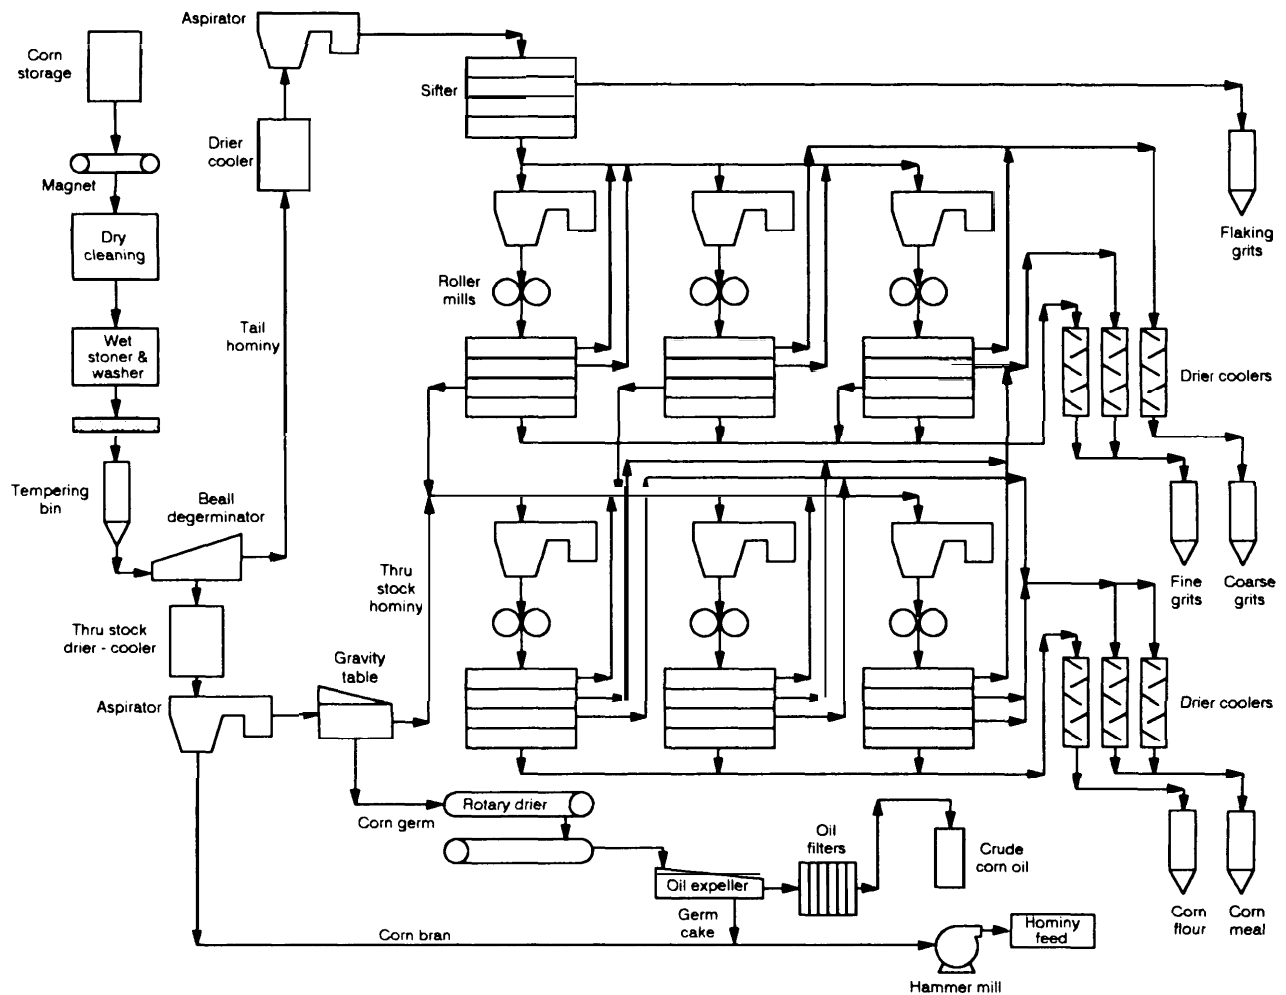 Aspirator
Corn
storage
Sifter
Drier
cooler
Magnet
Dry
cleaning
Flaking
grits
Roller
mills
Tail
hominy
Wet
stoner &
washer
Drier coolers
Tempering
bin
Beall
degerminator
Thru
stock
hominy
Fine
grits
Coarse
grits
Thru stock
drier - cooler
Gravity
table
Aspirator
Drier coolers
Rotary drier
Corn germ
Oil
filters
Crude
corn oil
Oil expeller
Germ
cake
Corn
flour
Corn
meal
Corn bran
Hominy
feed
Hammer mill